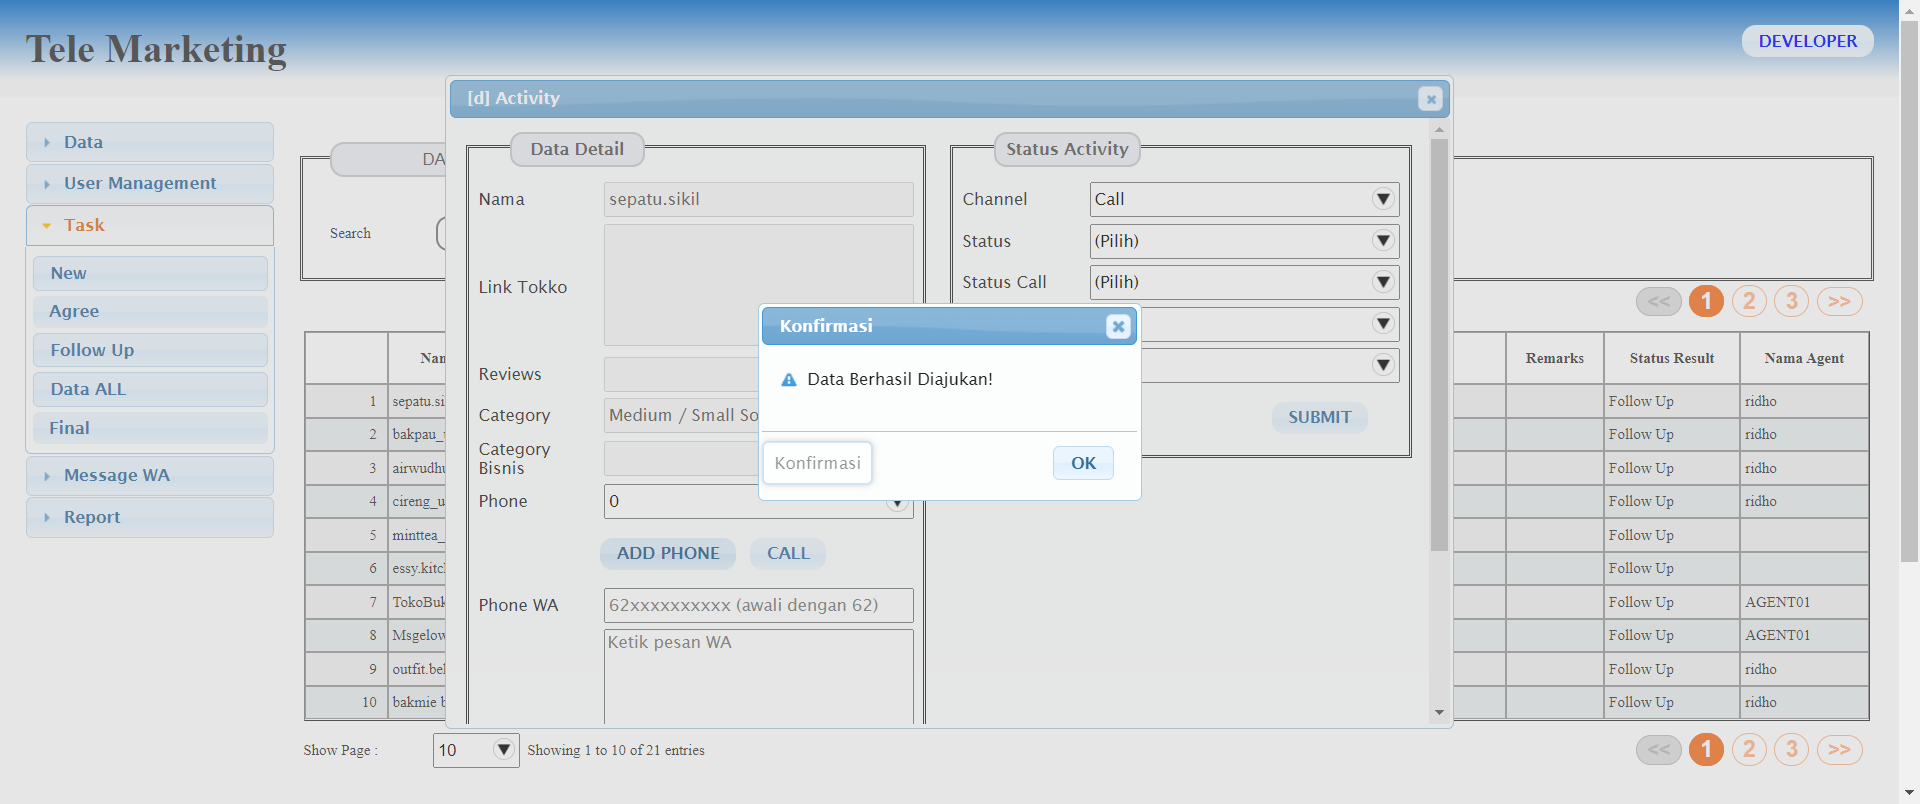 Tele Marketing
DEVELOPER
Data
User Management
Task
New
Agree
Follow Up
Data ALL
Final
Message WA
Report
Search
[d] Activity
Data Detail
Nama
sepatu.sikil
Link Tokko
Reviews
Category
Medium / Small So
Category
Bisnis
Phone
0
ADD PHONE
CALL
Phone WA
62xxxxxxxxxx (awali dengan 62)
Ketik pesan WA
Status Activity
Channel
Call
Status
(Pilih)
Status Call
(Pilih)
SUBMIT
Konfirmasi
Data Berhasil Diajukan!
Konfirmasi
OK
<< 1 2 3 >>
Remarks Status Result Nama Agent
1 sepatu.si Follow Up ridho
2 bakpau_ Follow Up ridho
3 airwudhu Follow Up ridho
4 cireng_u Follow Up ridho
5 minttea_ Follow Up
6 essy.kitc Follow Up
7 TokoBuk Follow Up AGENT01
8 Msgelow Follow Up AGENT01
9 outfit.bel Follow Up ridho
10 bakmie b Follow Up ridho
Show Page :
10
Showing 1 to 10 of 21 entries
<< 1 2 3 >>